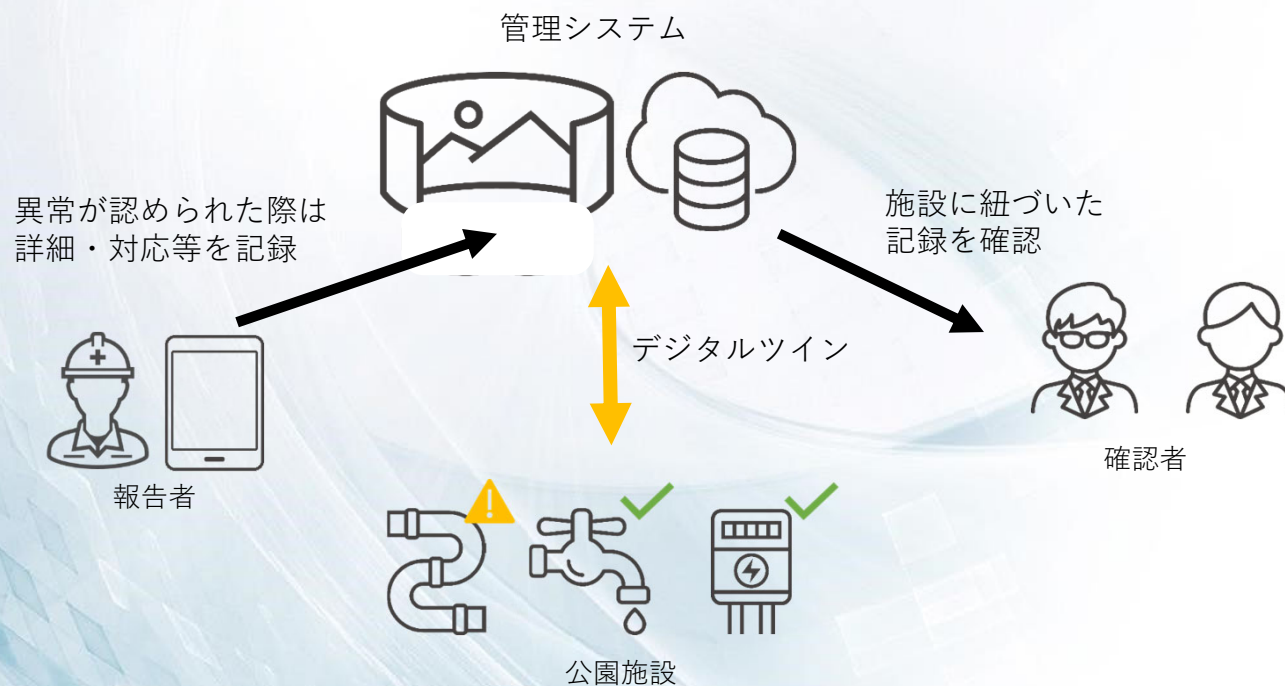 管理システム
異常が認められた際は
詳細・対応等を記録
施設に紐づいた
記録を確認
デジタルツイン
報告者
確認者
公園施設